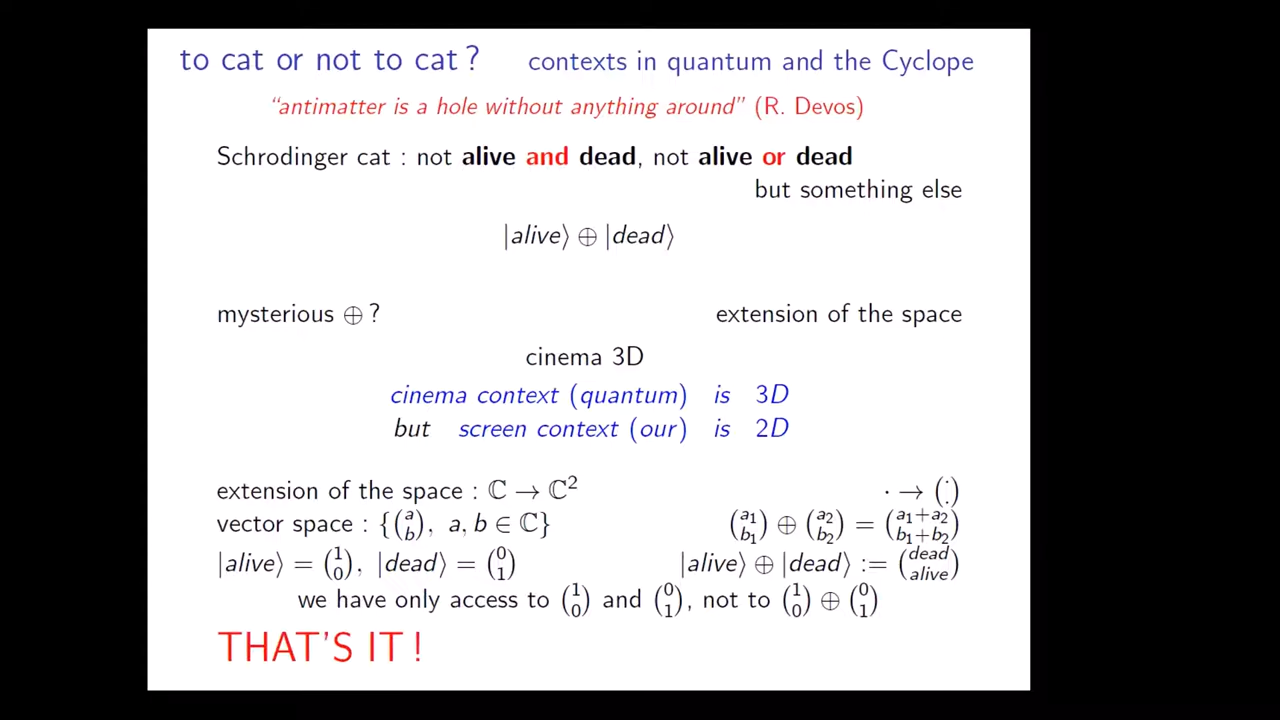 to cat or not to cat ? contexts in quantum and the Cyclope
“antimatter is a hole without anything around” (R. Devos)
Schrodinger cat : not alive and dead, not alive or dead
but something else
|alive⟩ ⊕ |dead⟩
mysterious ⊕ ? extension of the space
cinema 3D
cinema context (quantum) is 3D
but screen context (our) is 2D
extension of the space : ℂ → ℂ² · → (⋅ ⋅)
vector space : {(a b), a, b ∈ ℂ} (a₁ b₁) ⊕ (a₂ b₂) = (a₁+a₂ b₁+b₂)
|alive⟩ = (1 0), |dead⟩ = (0 1) |alive⟩ ⊕ |dead⟩ := (dead alive)
we have only access to (1 0) and (0 1), not to (1 0) ⊕ (0 1)
THAT'S IT !